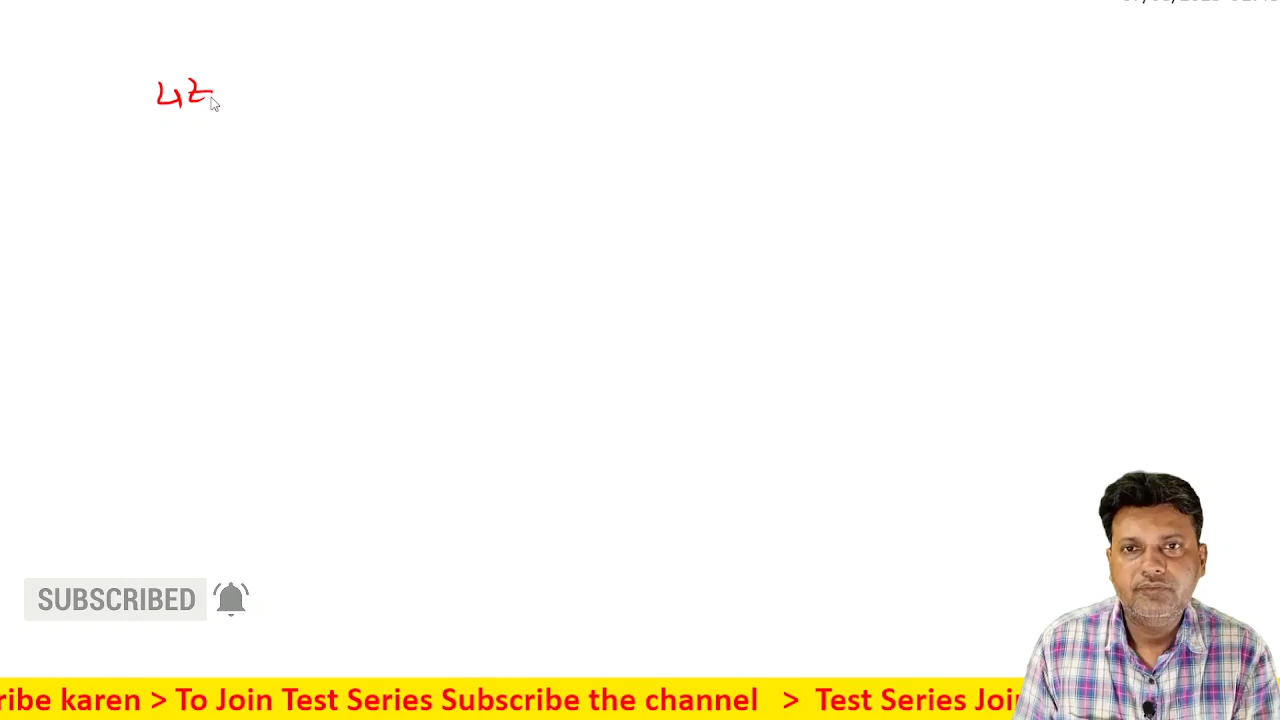 42
SUBSCRIBED
ribe karen > To Join Test Series Subscribe the channel > Test Series Joi